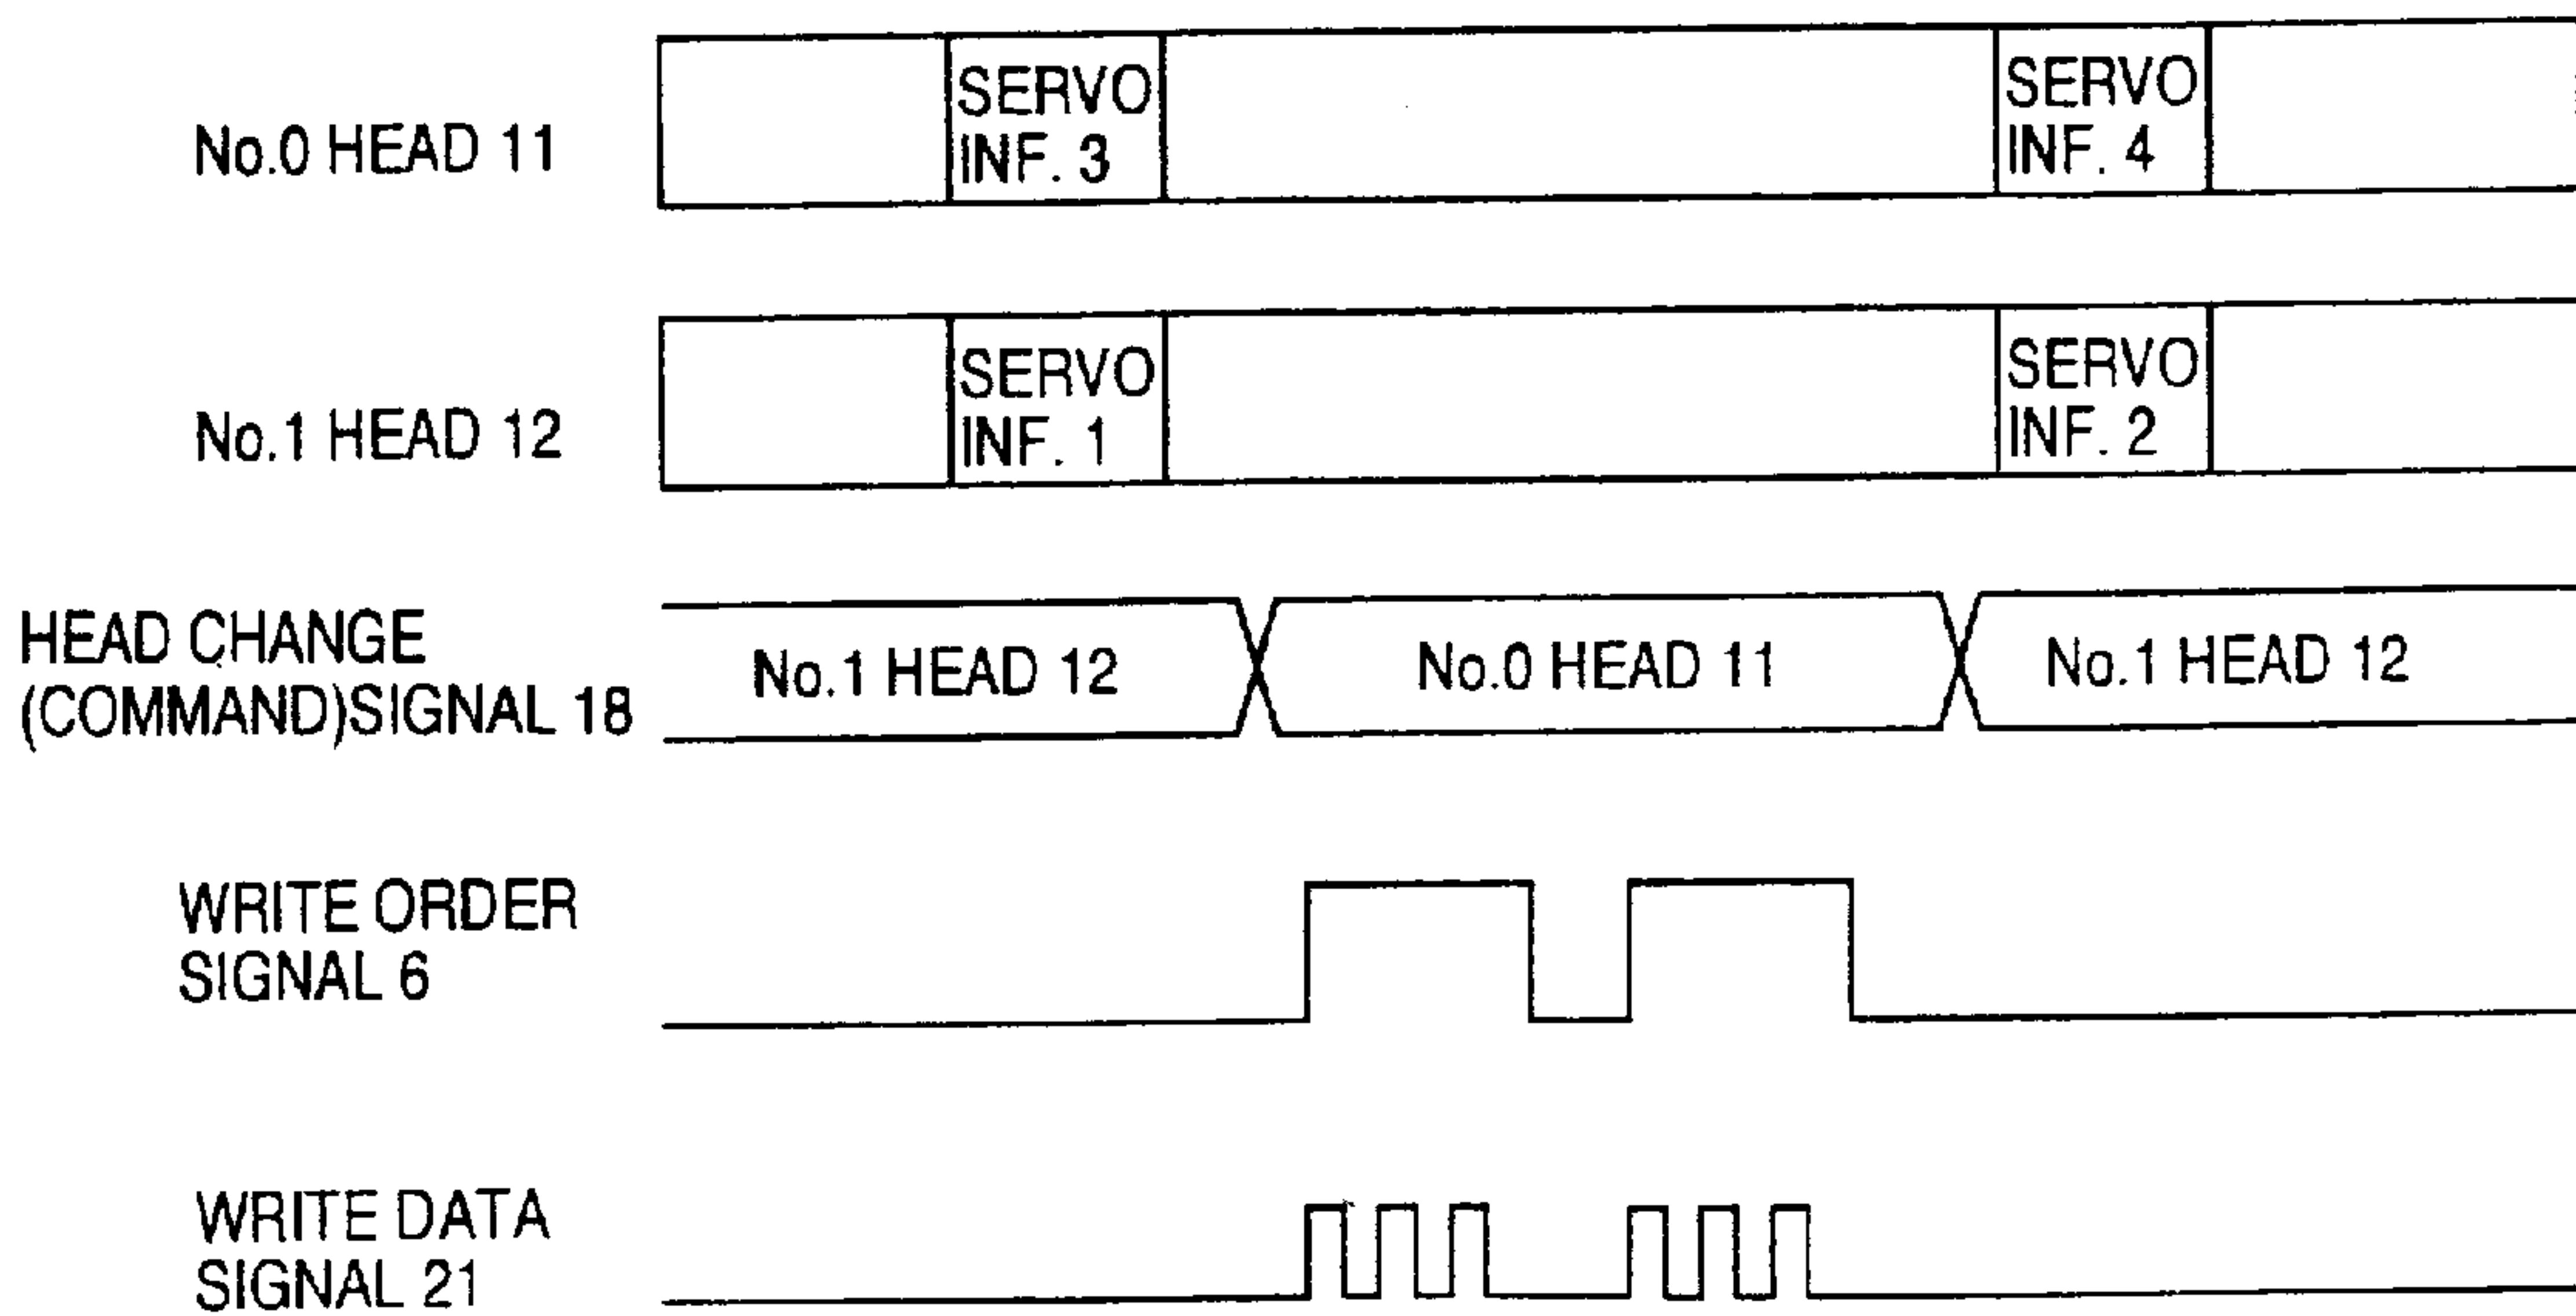 SERVO
INF. 3
SERVO
INF. 4
No.0 HEAD 11
SERVO
INF. 1
SERVO
INF. 2
No.1 HEAD 12
HEAD CHANGE
(COMMAND)SIGNAL 18
No.1 HEAD 12
No.0 HEAD 11
No.1 HEAD 12
WRITE ORDER
SIGNAL 6
WRITE DATA
SIGNAL 21